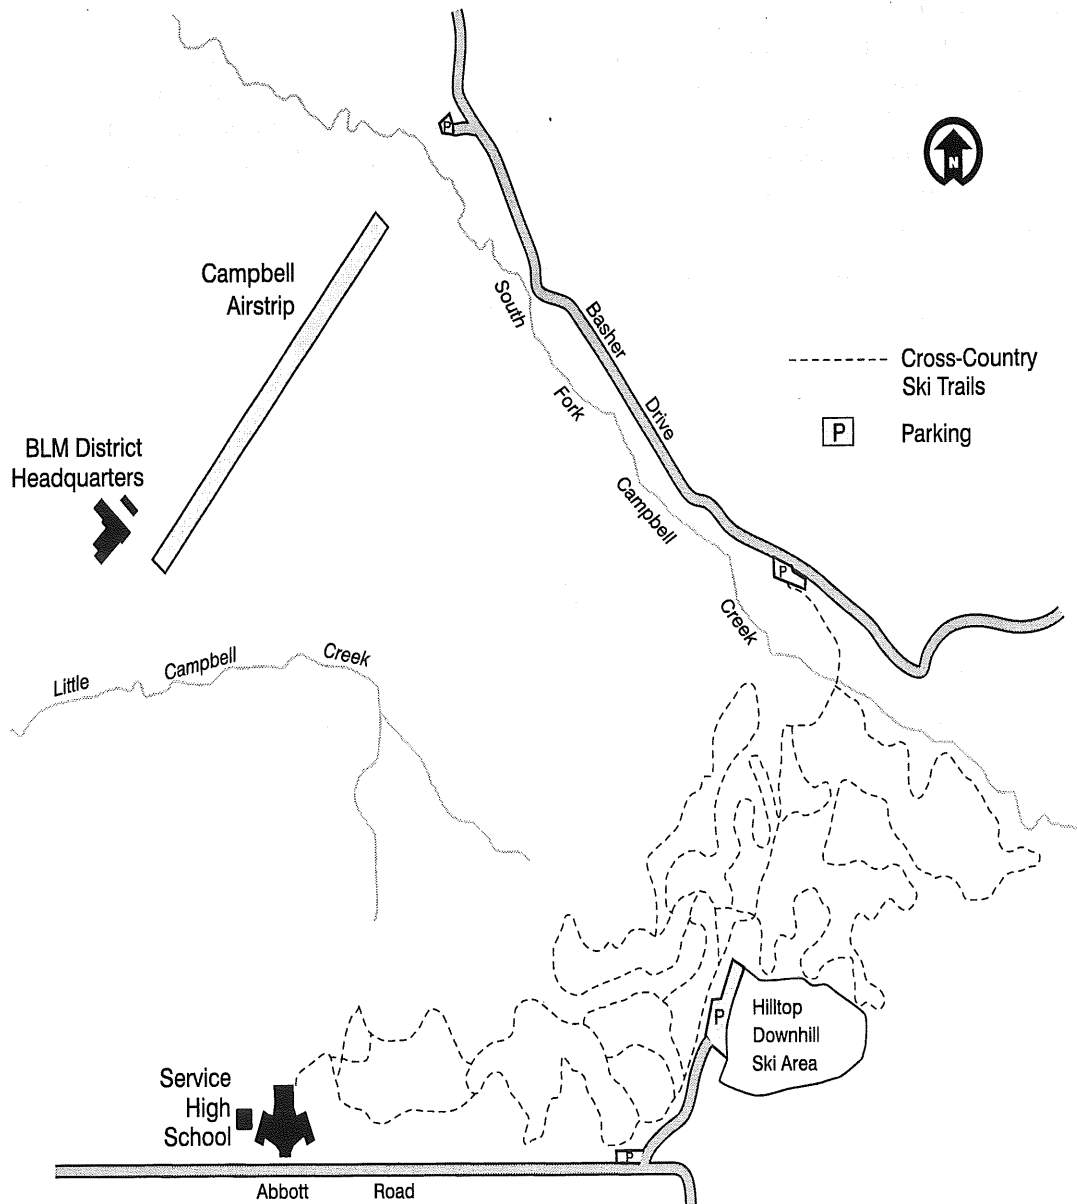 P
N
Campbell
Airstrip
South
Fork
Campbell
Creek
Basher
Drive
Cross-Country
Ski Trails
P
Parking
BLM District
Headquarters
P
Little
Campbell
Creek
P
Hilltop
Downhill
Ski Area
Service
High
School
P
Abbott
Road